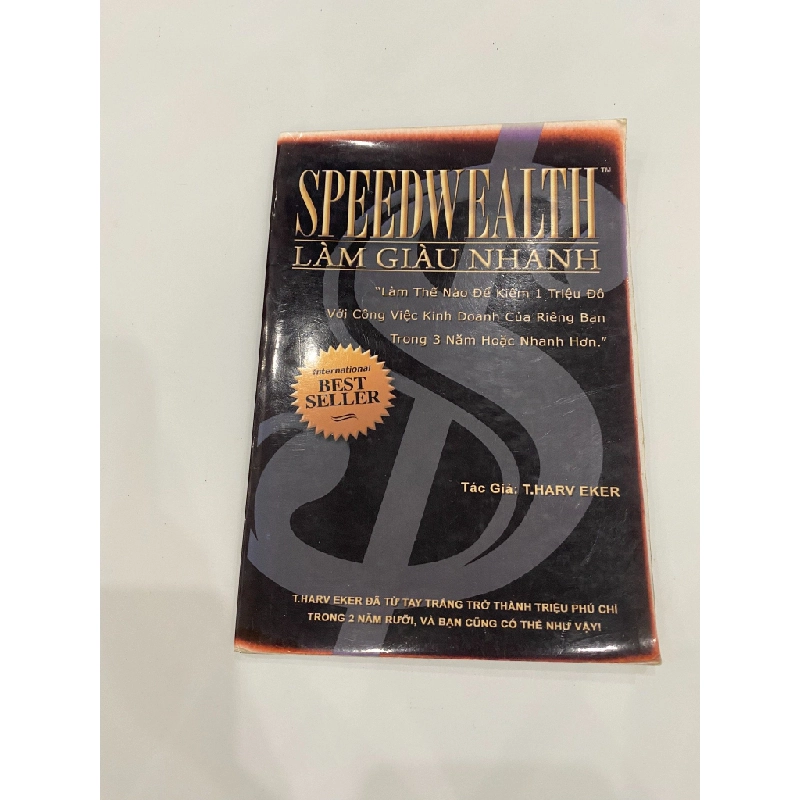 SPEEDWEALTH™
LÀM GIÀU NHANH
"Làm Thế Nào Để Kiếm 1 Triệu Đô
Với Công Việc Kinh Doanh Của Riêng Bạn
Trong 3 Năm Hoặc Nhanh Hơn."
International
BEST
SELLER
Tác Giả: T.HARV EKER
T.HARV EKER ĐÃ TỪ TAY TRẮNG TRỞ THÀNH TRIỆU PHÚ CHỈ
TRONG 2 NĂM RƯỠI, VÀ BẠN CŨNG CÓ THỂ NHƯ VẬY!